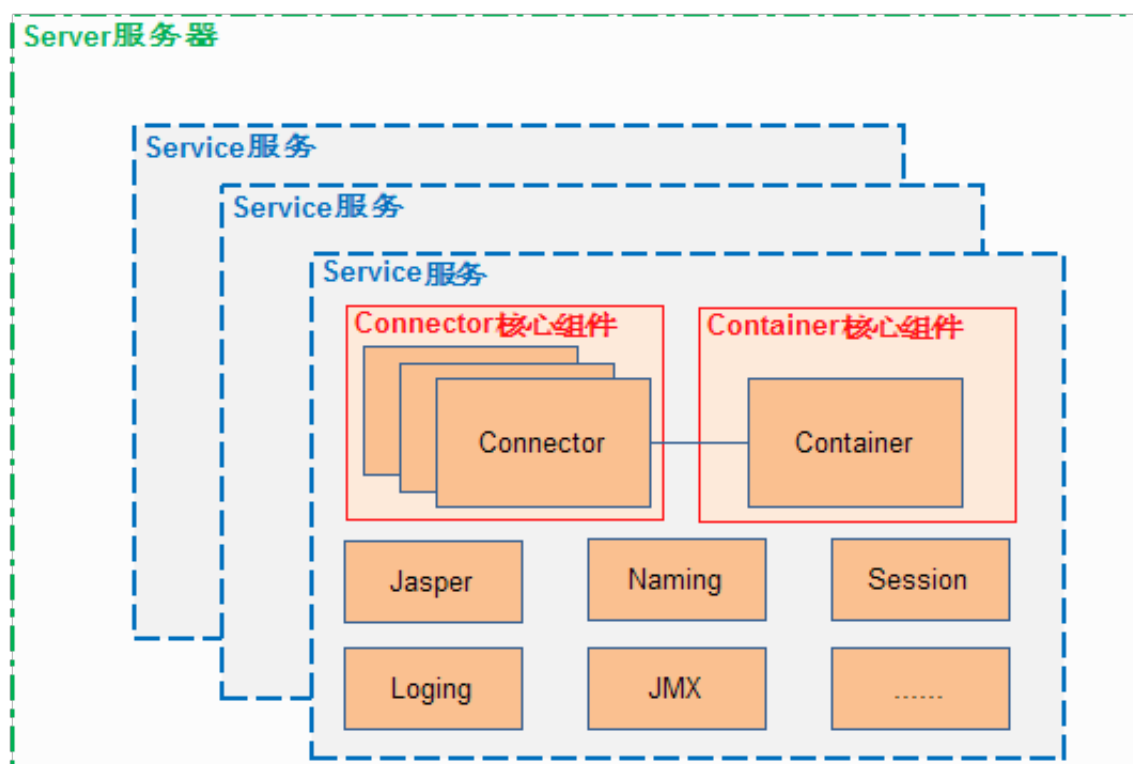 Server服务器
Service服务
Service服务
Service服务
Connector核心组件
Container核心组件
Connector
Container
Jasper
Naming
Session
Loging
JMX
......